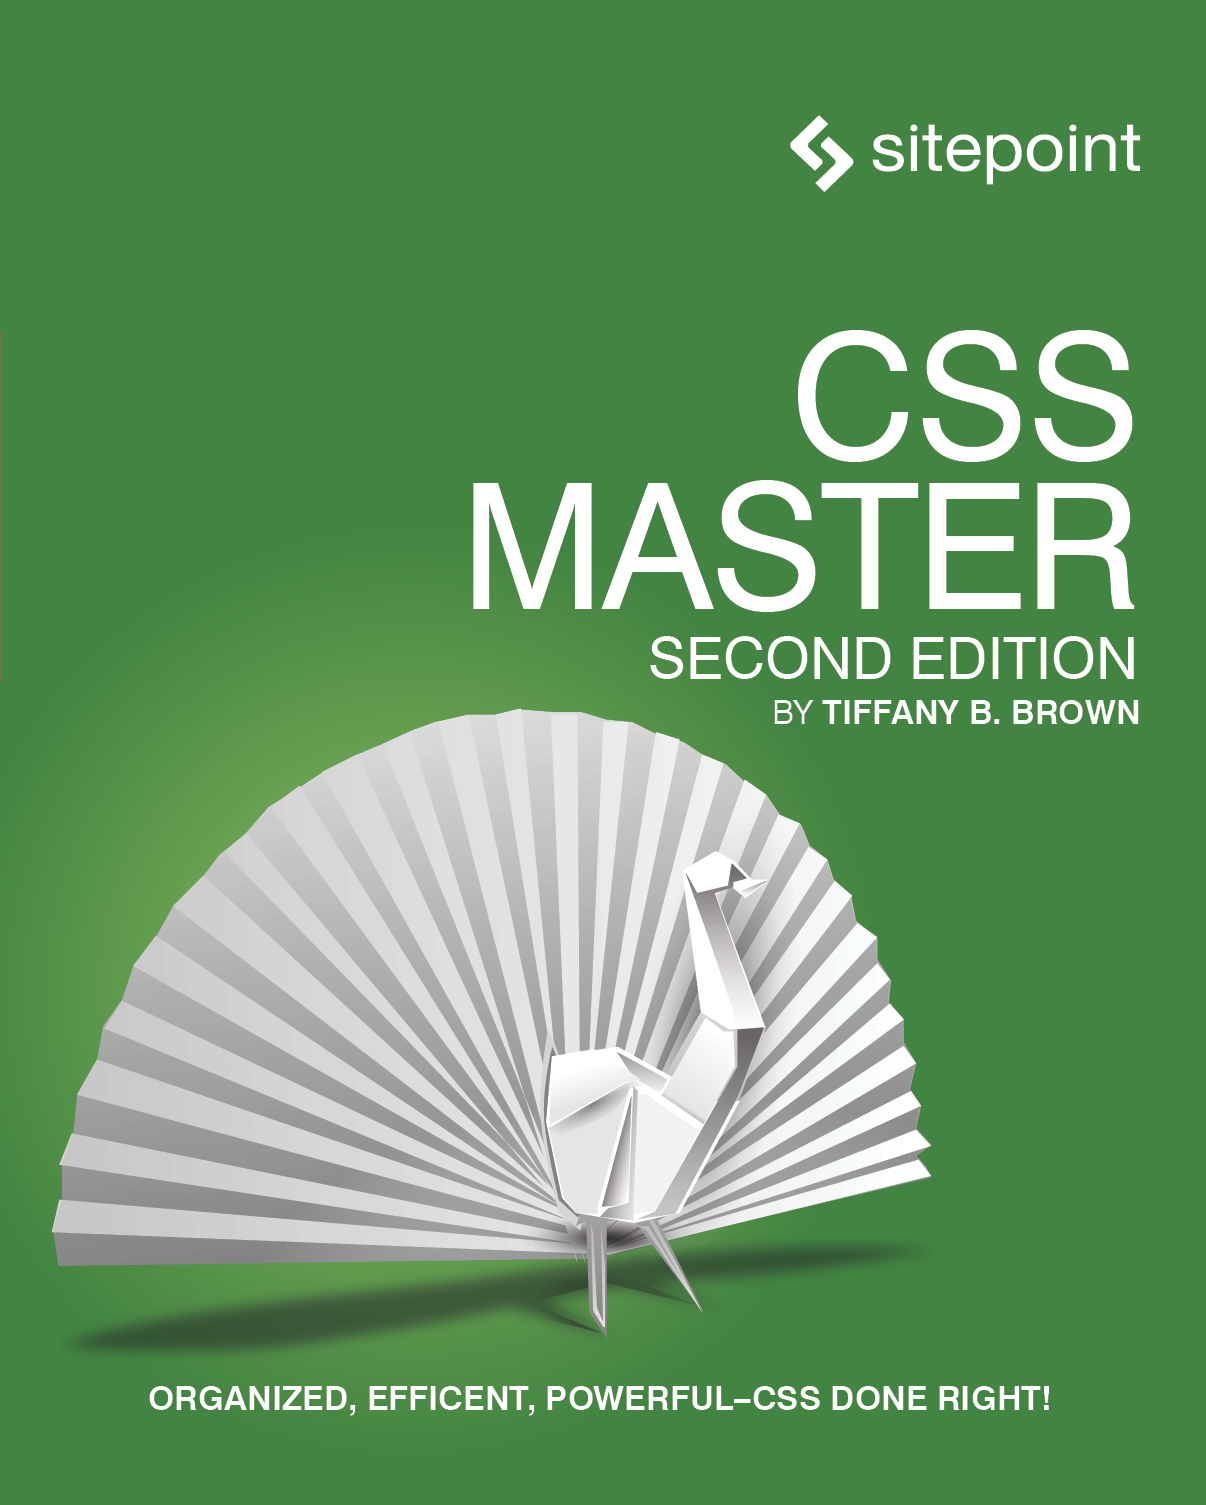 sitepoint
CSS
MASTER
SECOND EDITION
BY TIFFANY B. BROWN
ORGANIZED, EFFICENT, POWERFUL–CSS DONE RIGHT!